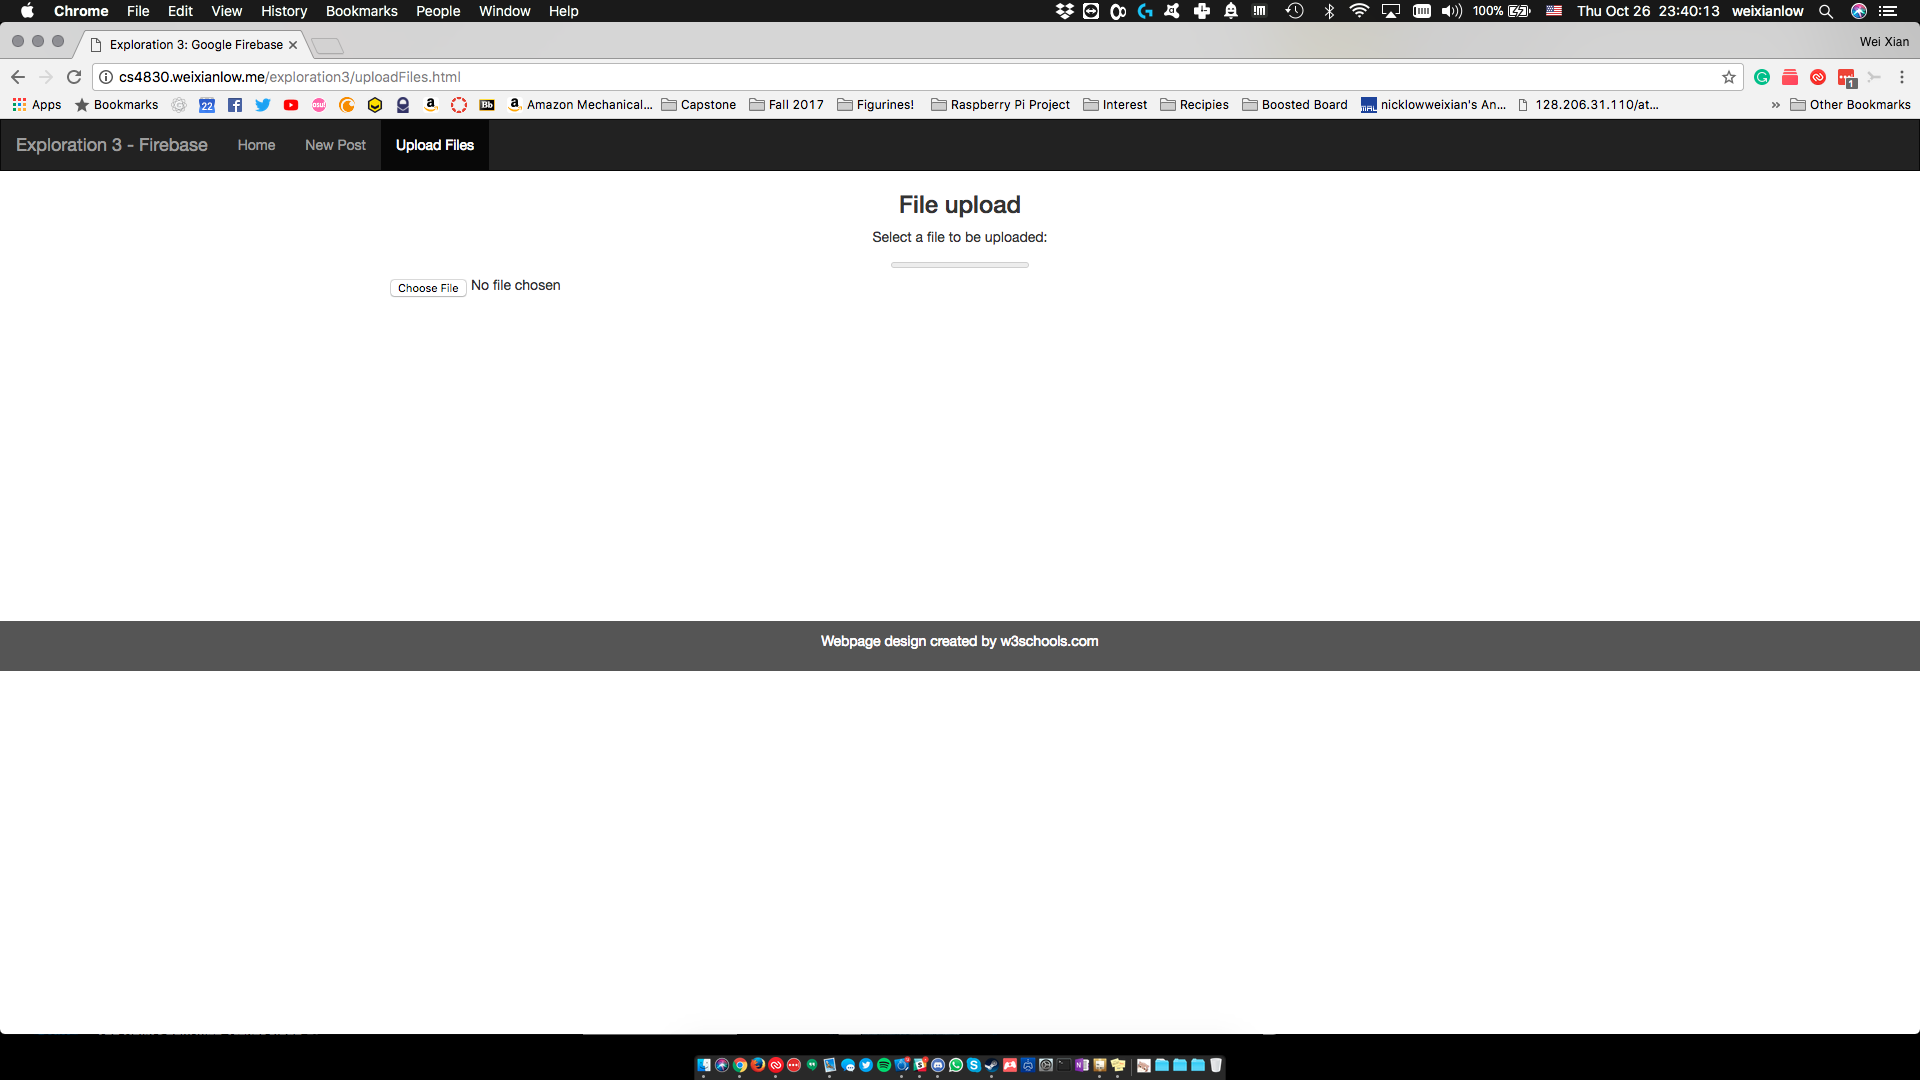 Chrome File Edit View History Bookmarks People Window Help 100% Thu Oct 26 23:40:13 weixianlow
Exploration 3: Google Firebase Wei Xian
cs4830.weixianlow.me/exploration3/uploadFiles.html
Apps Bookmarks 22 Bb Amazon Mechanical... Capstone Fall 2017 Figurines! Raspberry Pi Project Interest Recipies Boosted Board nicklowweixian's An... 128.206.31.110/at... » Other Bookmarks
Exploration 3 - Firebase Home New Post Upload Files
File upload
Select a file to be uploaded:
Choose File No file chosen
Webpage design created by w3schools.com